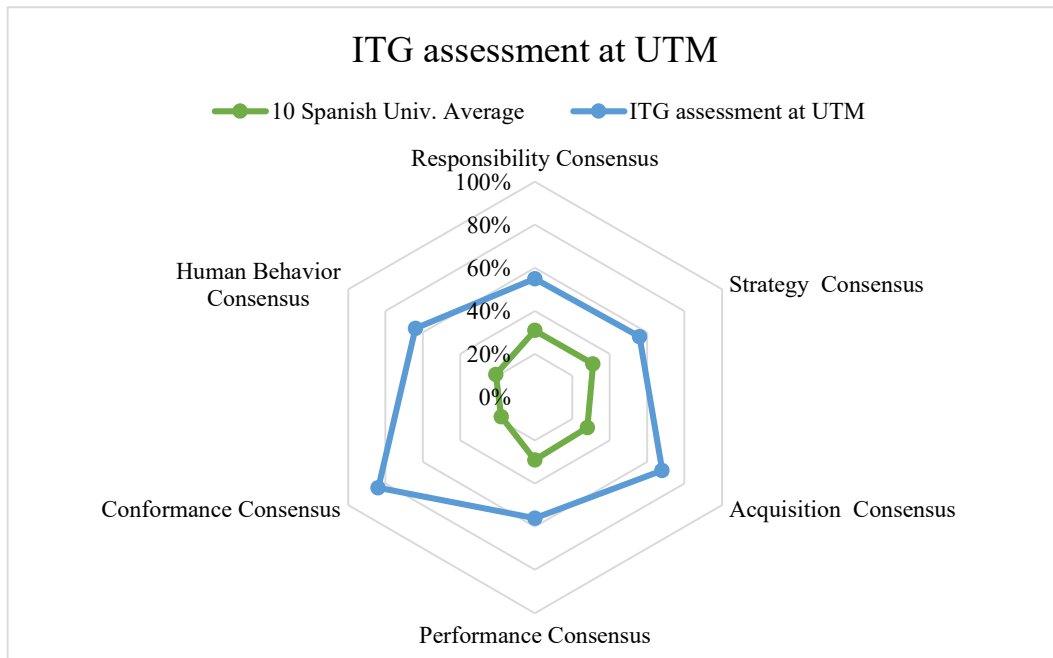 ITG assessment at UTM
10 Spanish Univ. Average
ITG assessment at UTM
Responsibility Consensus
100%
80%
60%
40%
20%
0%
Strategy  Consensus
Acquisition  Consensus
Performance Consensus
Conformance Consensus
Human Behavior
Consensus